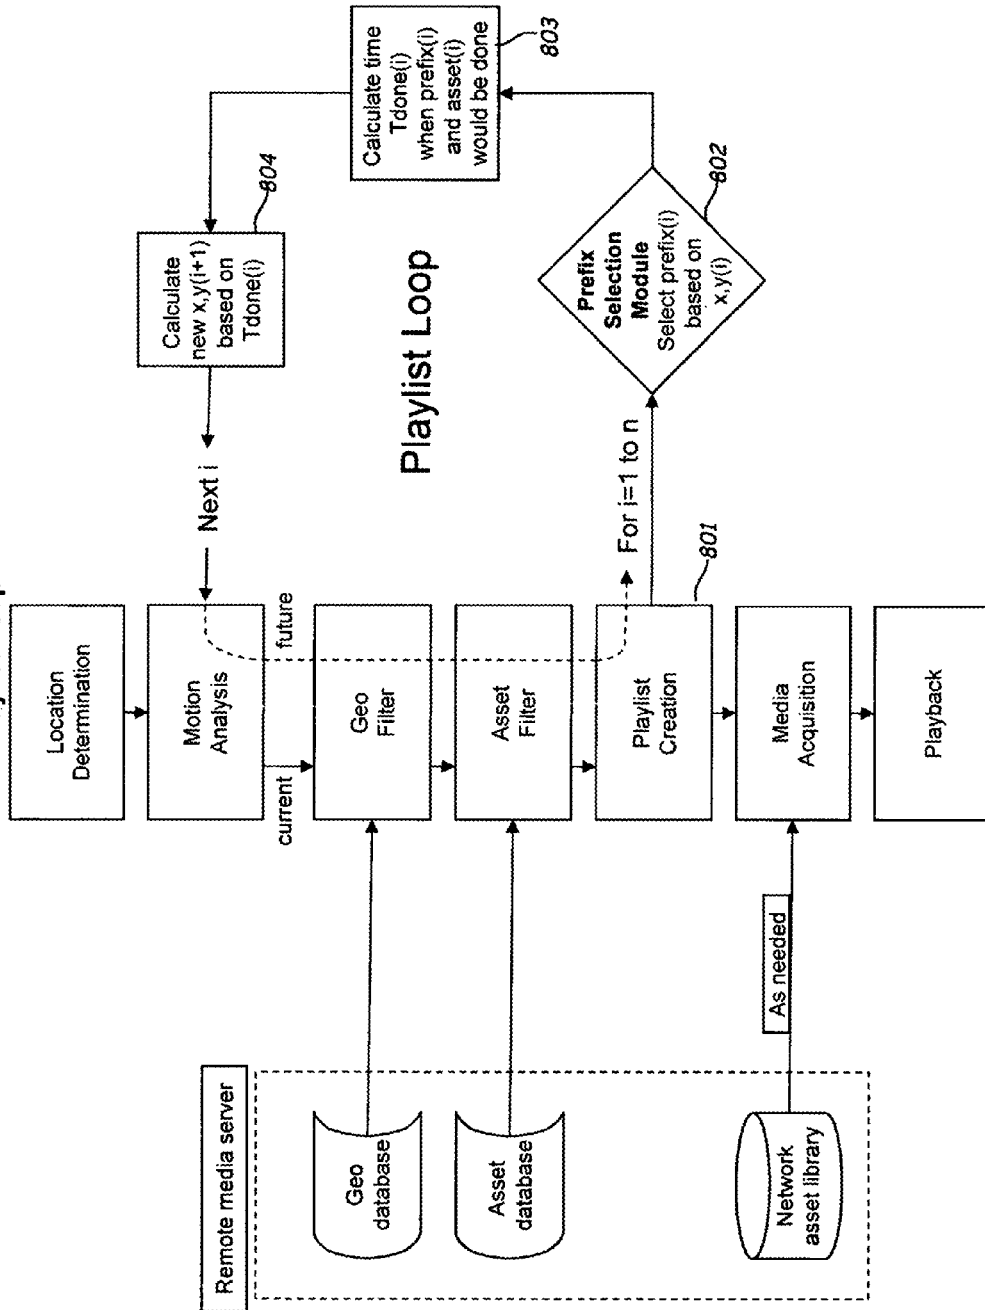 Location
Determination
Motion
Analysis
current
future
Geo
Filter
Asset
Filter
Playlist
Creation
801
Media
Acquisition
Playback
Remote media server
Geo
database
Asset
database
Network
asset library
As needed
For i=1 to n
Prefix
Selection
Module
Select prefix(i)
based on
x,y(i)
802
Calculate time
Tdone(i)
when prefix(i)
and asset(i)
would be done
803
Calculate
new x,y(i+1)
based on
Tdone(i)
804
Next i
Playlist Loop